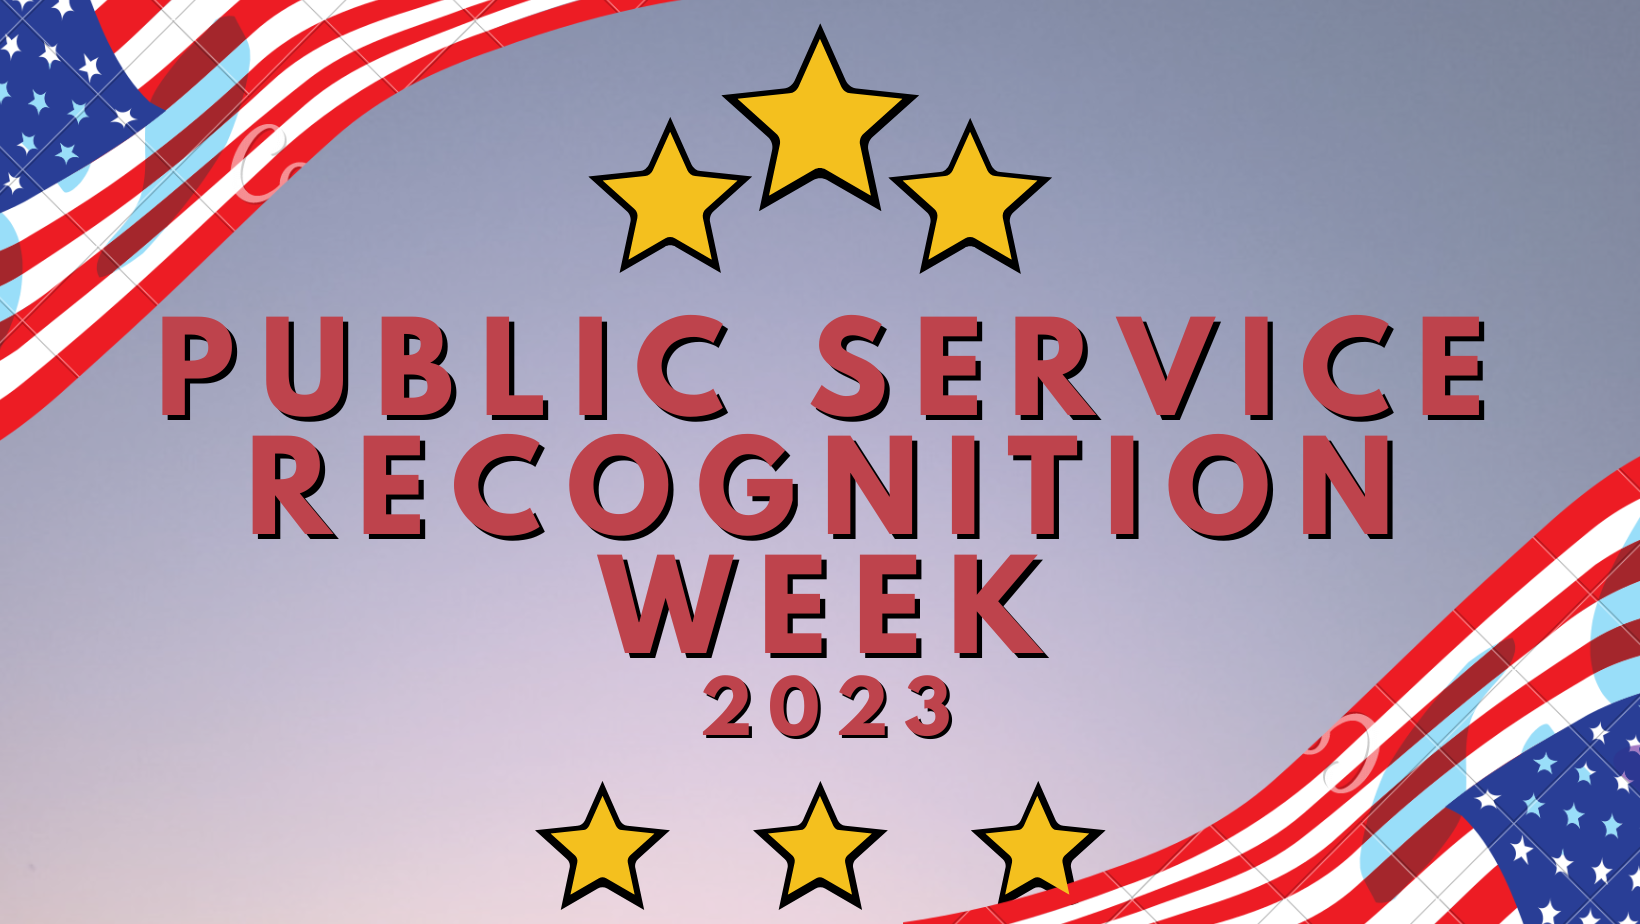 PUBLIC SERVICE
RECOGNITION
WEEK
2023